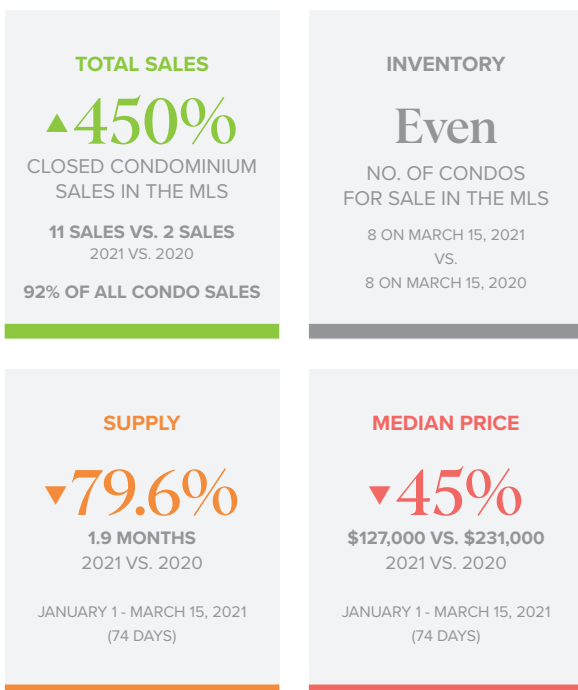 TOTAL SALES
▲450%
CLOSED CONDOMINIUM
SALES IN THE MLS
11 SALES VS. 2 SALES
2021 VS. 2020
92% OF ALL CONDO SALES
INVENTORY
Even
NO. OF CONDOS
FOR SALE IN THE MLS
8 ON MARCH 15, 2021
VS.
8 ON MARCH 15, 2020
SUPPLY
▼79.6%
1.9 MONTHS
2021 VS. 2020
JANUARY 1 - MARCH 15, 2021
(74 DAYS)
MEDIAN PRICE
▼45%
$127,000 VS. $231,000
2021 VS. 2020
JANUARY 1 - MARCH 15, 2021
(74 DAYS)